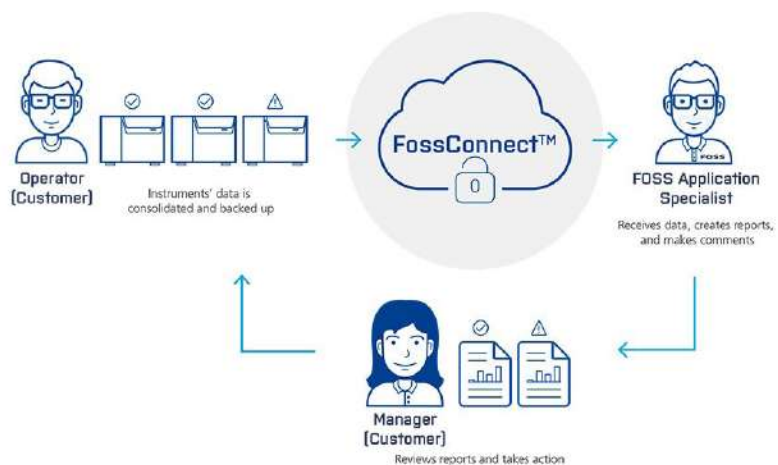 Operator
(Customer)
Instruments' data is
consolidated and backed up
FossConnect™
0
FOSS
FOSS Application
Specialist
Receives data, creates reports,
and makes comments
Manager
(Customer)
Reviews reports and takes action